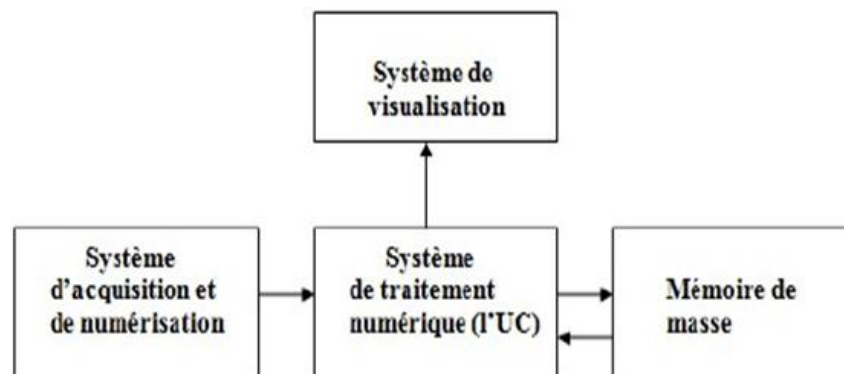 Système de
visualisation
Système
d'acquisition et
de numérisation
Système
de traitement
numérique (l'UC)
Mémoire de
masse